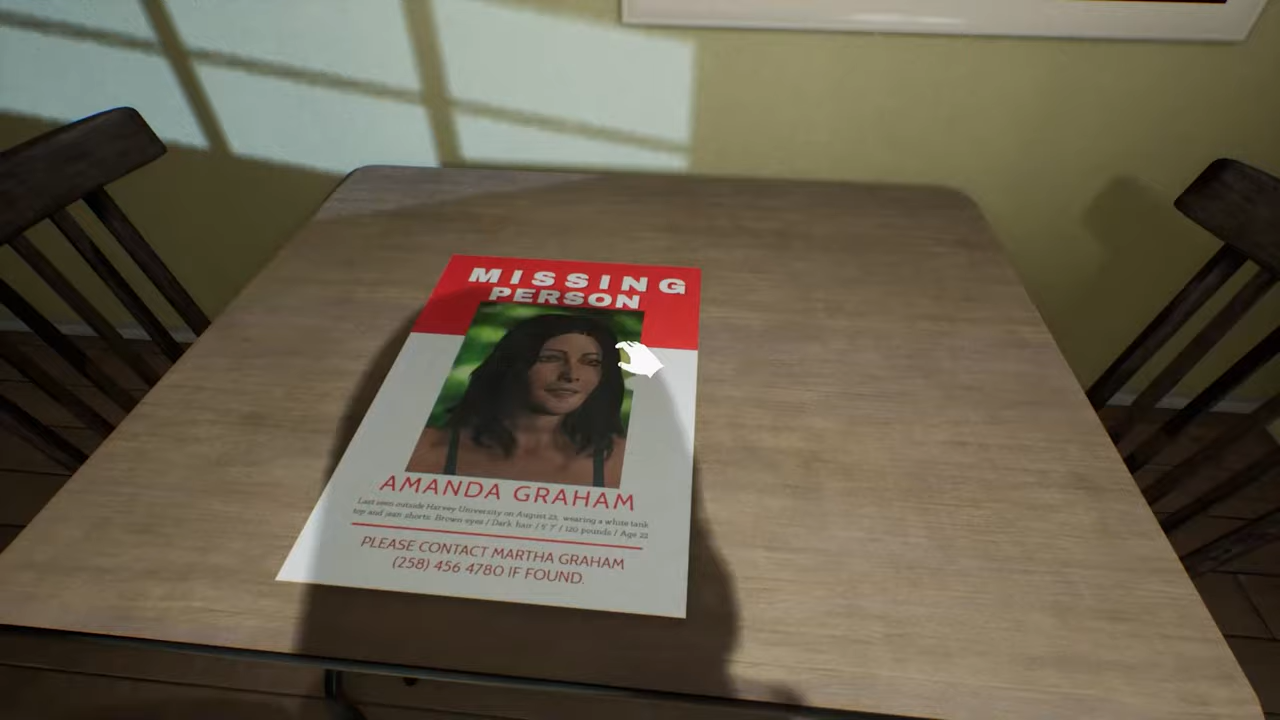 MISSING
PERSON
AMANDA GRAHAM
Last seen outside Harvey University on August 23, wearing a white tank
top and jean shorts. Brown eyes / Dark hair / 5' 7" / 120 pounds / Age 22
PLEASE CONTACT MARTHA GRAHAM
(258) 456 4780 IF FOUND.